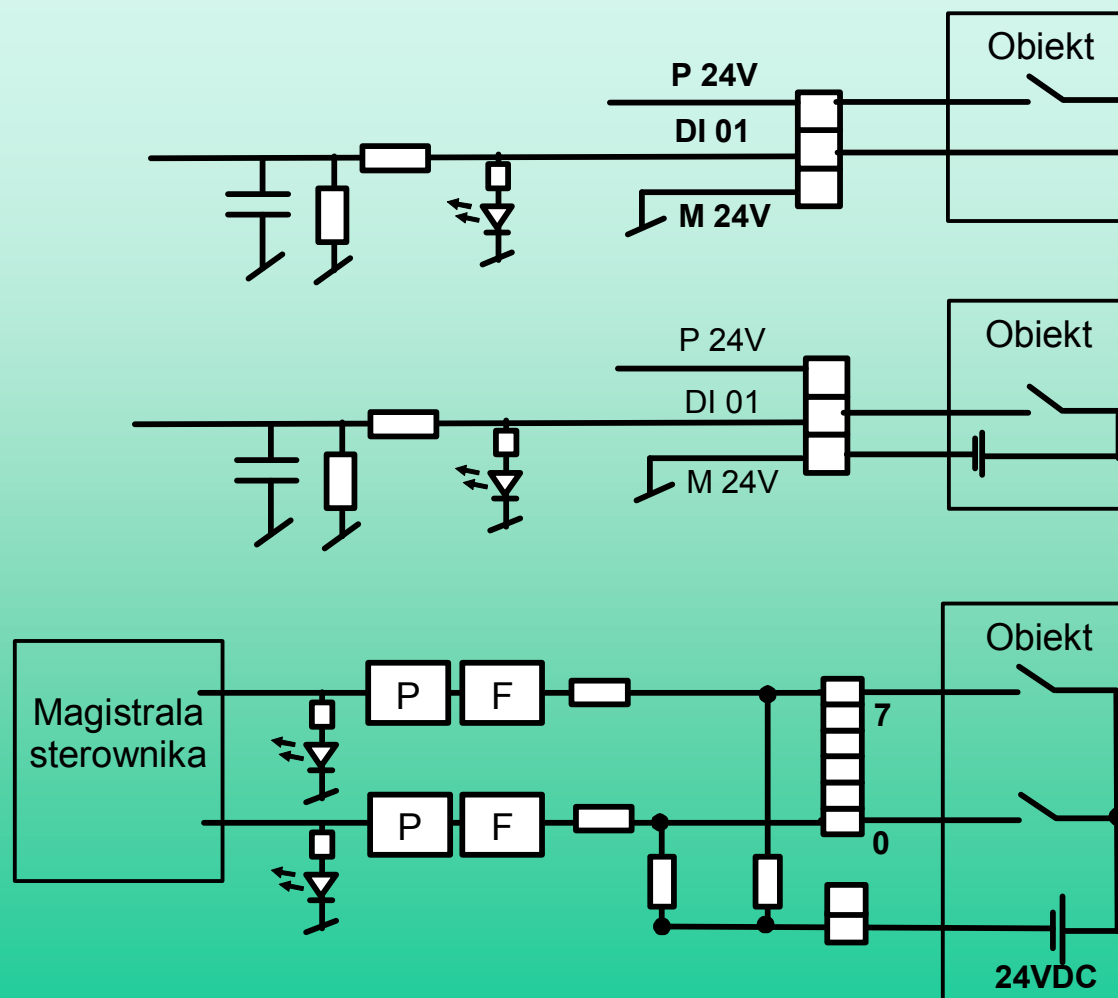 Obiekt
P 24V
DI 01
M 24V
Obiekt
P 24V
DI 01
M 24V
Obiekt
Magistrala
sterownika
P F
7
P F
0
24VDC